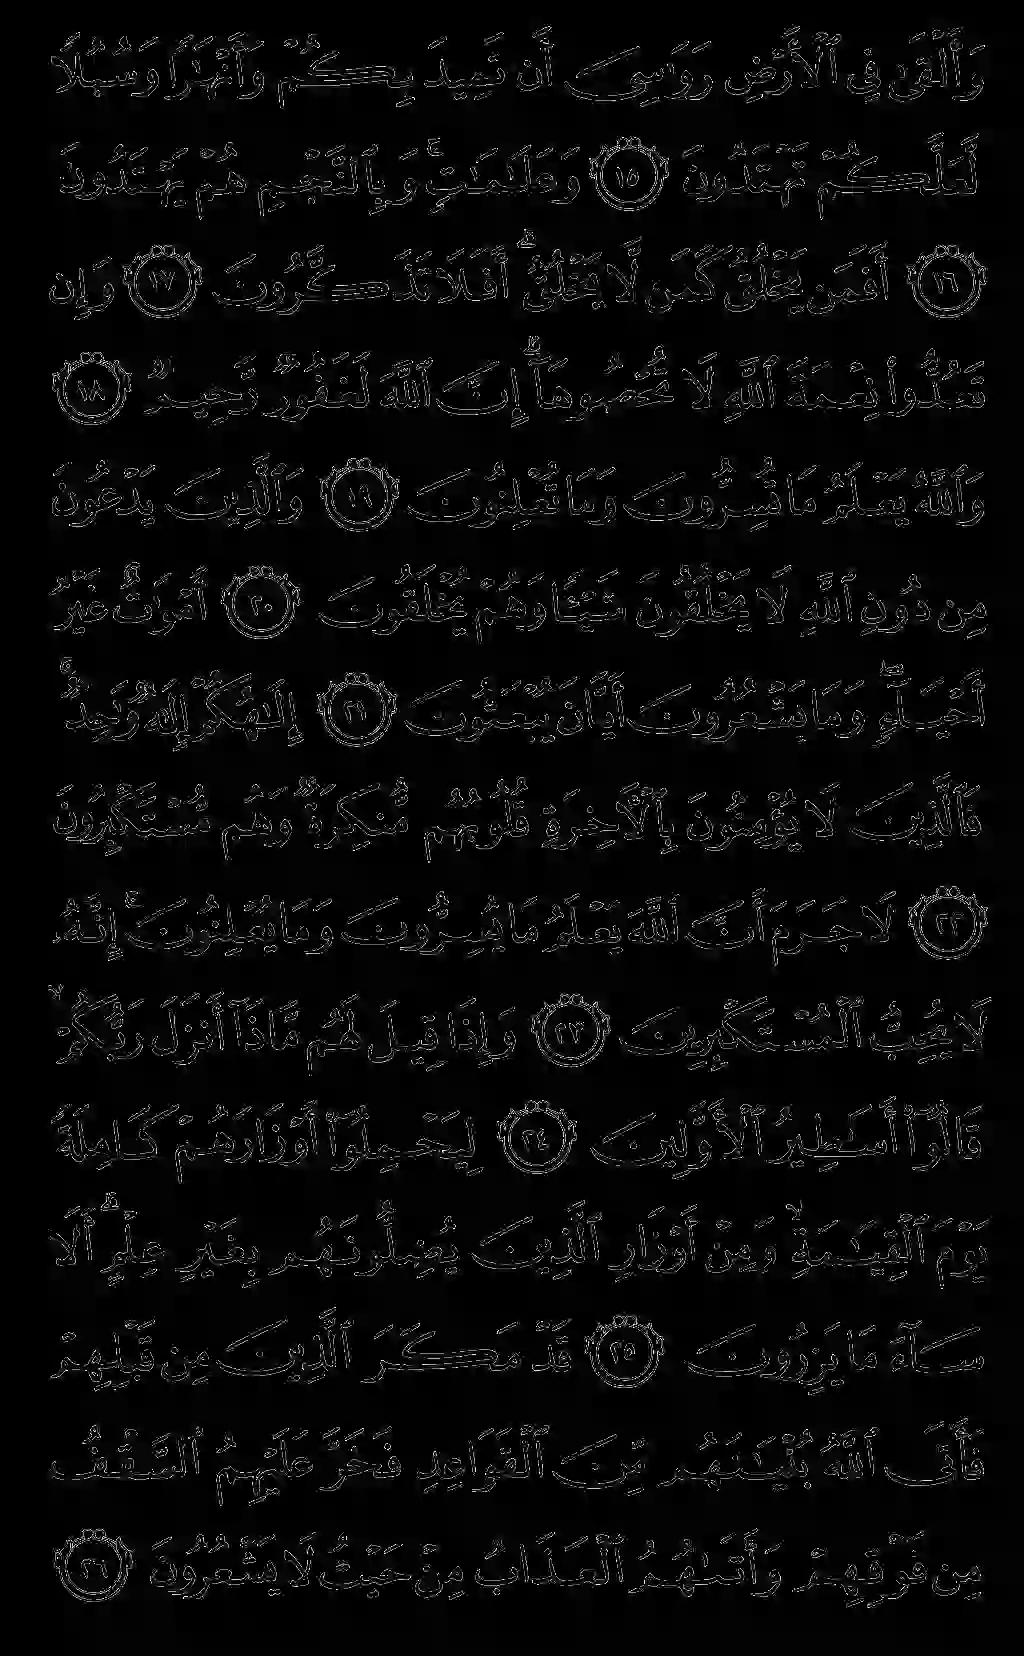 وَأَلْقَىٰ فِي ٱلْأَرْضِ رَوَٰسِيَ أَن تَمِيدَ بِكُمْ وَأَنْهَٰرًا وَسُبُلًا
لَّعَلَّكُمْ تَهْتَدُونَ ١٥ وَعَلَٰمَٰتٍ ۚ وَبِٱلنَّجْمِ هُمْ يَهْتَدُونَ
١٦ أَفَمَن يَخْلُقُ كَمَن لَّا يَخْلُقُ ۗ أَفَلَا تَذَكَّرُونَ ١٧ وَإِن
تَعُدُّوا۟ نِعْمَةَ ٱللَّهِ لَا تُحْصُوهَآ ۗ إِنَّ ٱللَّهَ لَغَفُورٌ رَّحِيمٌ ١٨
وَٱللَّهُ يَعْلَمُ مَا تُسِرُّونَ وَمَا تُعْلِنُونَ ١٩ وَٱلَّذِينَ يَدْعُونَ
مِن دُونِ ٱللَّهِ لَا يَخْلُقُونَ شَيْـًٔا وَهُمْ يُخْلَقُونَ ٢٠ أَمْوَٰتٌ غَيْرُ
أَحْيَآءٍ ۖ وَمَا يَشْعُرُونَ أَيَّانَ يُبْعَثُونَ ٢١ إِلَٰهُكُمْ إِلَٰهٌ وَٰحِدٌ ۚ
فَٱلَّذِينَ لَا يُؤْمِنُونَ بِٱلْءَاخِرَةِ قُلُوبُهُم مُّنكِرَةٌ وَهُم مُّسْتَكْبِرُونَ
٢٢ لَا جَرَمَ أَنَّ ٱللَّهَ يَعْلَمُ مَا يُسِرُّونَ وَمَا يُعْلِنُونَ ۚ إِنَّهُۥ
لَا يُحِبُّ ٱلْمُسْتَكْبِرِينَ ٢٣ وَإِذَا قِيلَ لَهُم مَّاذَآ أَنزَلَ رَبُّكُمْ ۙ
قَالُوٓا۟ أَسَٰطِيرُ ٱلْأَوَّلِينَ ٢٤ لِيَحْمِلُوٓا۟ أَوْزَارَهُمْ كَامِلَةً
يَوْمَ ٱلْقِيَٰمَةِ ۙ وَمِنْ أَوْزَارِ ٱلَّذِينَ يُضِلُّونَهُم بِغَيْرِ عِلْمٍ ۗ أَلَا
سَآءَ مَا يَزِرُونَ ٢٥ قَدْ مَكَرَ ٱلَّذِينَ مِن قَبْلِهِمْ
فَأَتَى ٱللَّهُ بُنْيَٰنَهُم مِّنَ ٱلْقَوَاعِدِ فَخَرَّ عَلَيْهِمُ ٱلسَّقْفُ
مِن فَوْقِهِمْ وَأَتَىٰهُمُ ٱلْعَذَابُ مِنْ حَيْثُ لَا يَشْعُرُونَ ٢٦